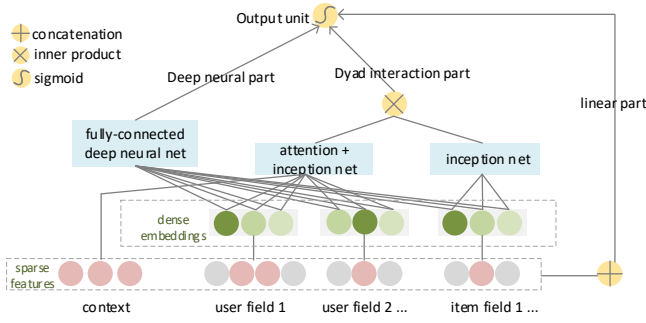 Output unit
concatenation
inner product
sigmoid
Deep neural part
Dyad interaction part
linear part
fully-connected
deep neural net
attention +
inception net
inception net
dense
embeddings
sparse
features
context
user field 1
user field 2 ...
item field 1 ...